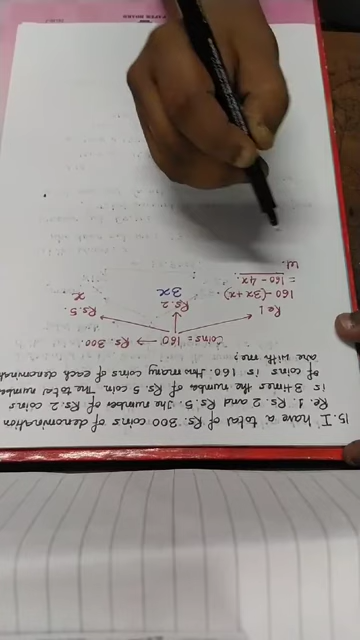 15. I have a total of Rs. 300 coins of denomination
Re. 1 Rs. 2 and Rs. 5. The number of Rs. 2 coins
is 3 times the number of Rs. 5 coin. The total number
of coins is 160. How many coins of each denominat
are with me;
Coins = 160 → Rs. 300.
Re 1 Rs. 2 Rs. 5.
160 - (3x+x) 3x x
= 160 - 4x.
W.